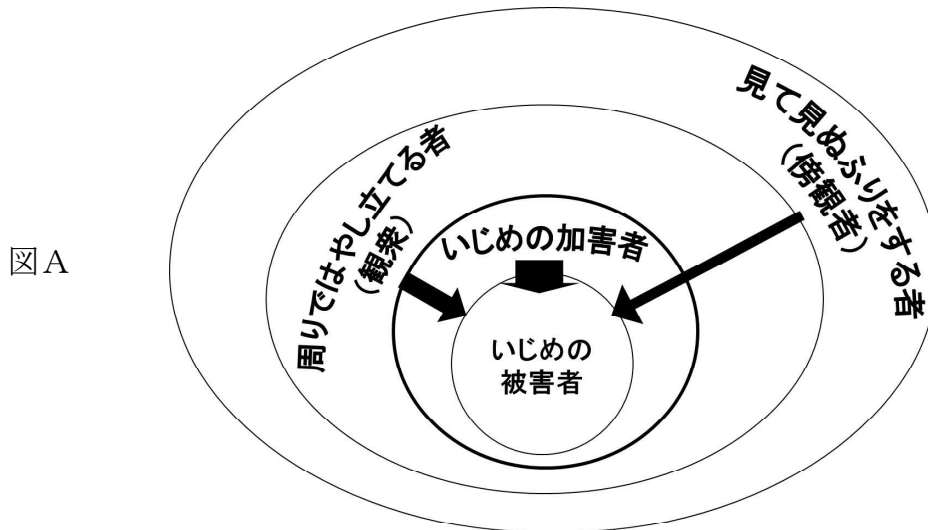 図A
見て見ぬふりをする者
（傍観者）
周りではやし立てる者
（観衆）
いじめの加害者
いじめの
被害者